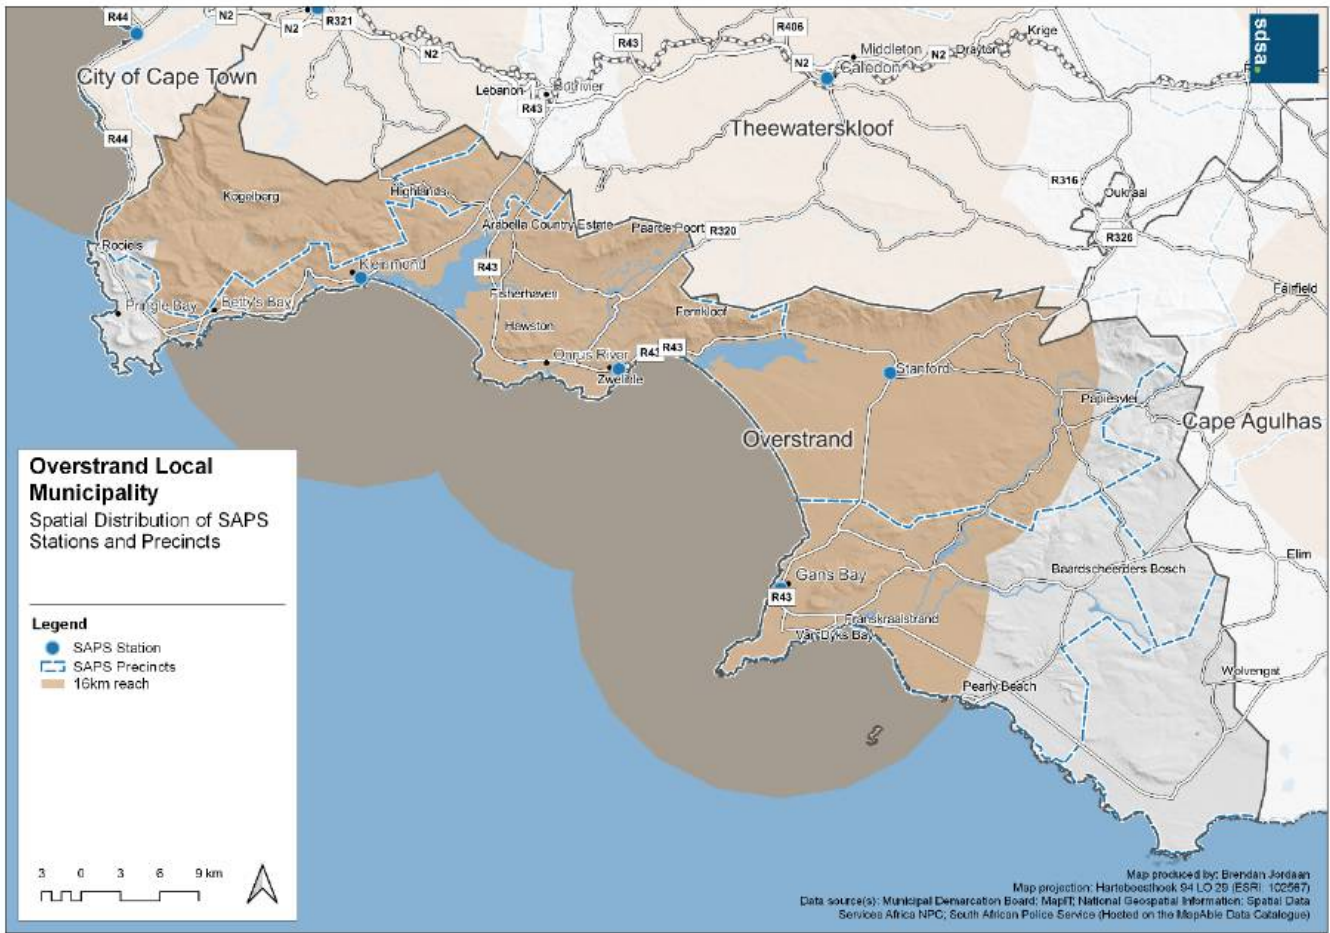 R44
N2
R321
N2
N2
R43
R406
Middleton
N2
Drayton
Krige
sdsa
City of Cape Town
N2
Caledon
Lebanon
Botrivier
R43
R44
Theewaterskloof
R316
Oukraal
Highlands
Kogelberg
Arabella Country Estate
Paarde Poort
R320
R326
Rooiels
Kleinmond
R43
Fisherhaven
Fairfield
Pringle Bay
Betty's Bay
Fernkloof
Hawston
Onrus River
R43
R43
Zwelihle
Stanford
Papiesvlei
Cape Agulhas
Overstrand
Overstrand Local
Municipality
Spatial Distribution of SAPS
Stations and Precincts
Elim
Baardscheerders Bosch
Gans Bay
R43
Franskraalstrand
Van Dyks Bay
Legend
SAPS Station
SAPS Precincts
16km reach
Wolvengat
Pearly Beach
3 0 3 6 9 km
Map produced by: Brendan Jordaan
Map projection: Hartebeesthoek 94 LO 29 (ESRI: 102567)
Data source(s): Municipal Demarcation Board; MapIT; National Geospatial Information; Spatial Data
Services Africa NPC; South African Police Service (Hosted on the MapAble Data Catalogue)